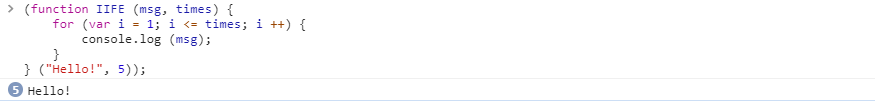 > (function IIFE (msg, times) {
    for (var i = 1; i <= times; i ++) {
        console.log (msg);
    }
} ("Hello!", 5));
5 Hello!